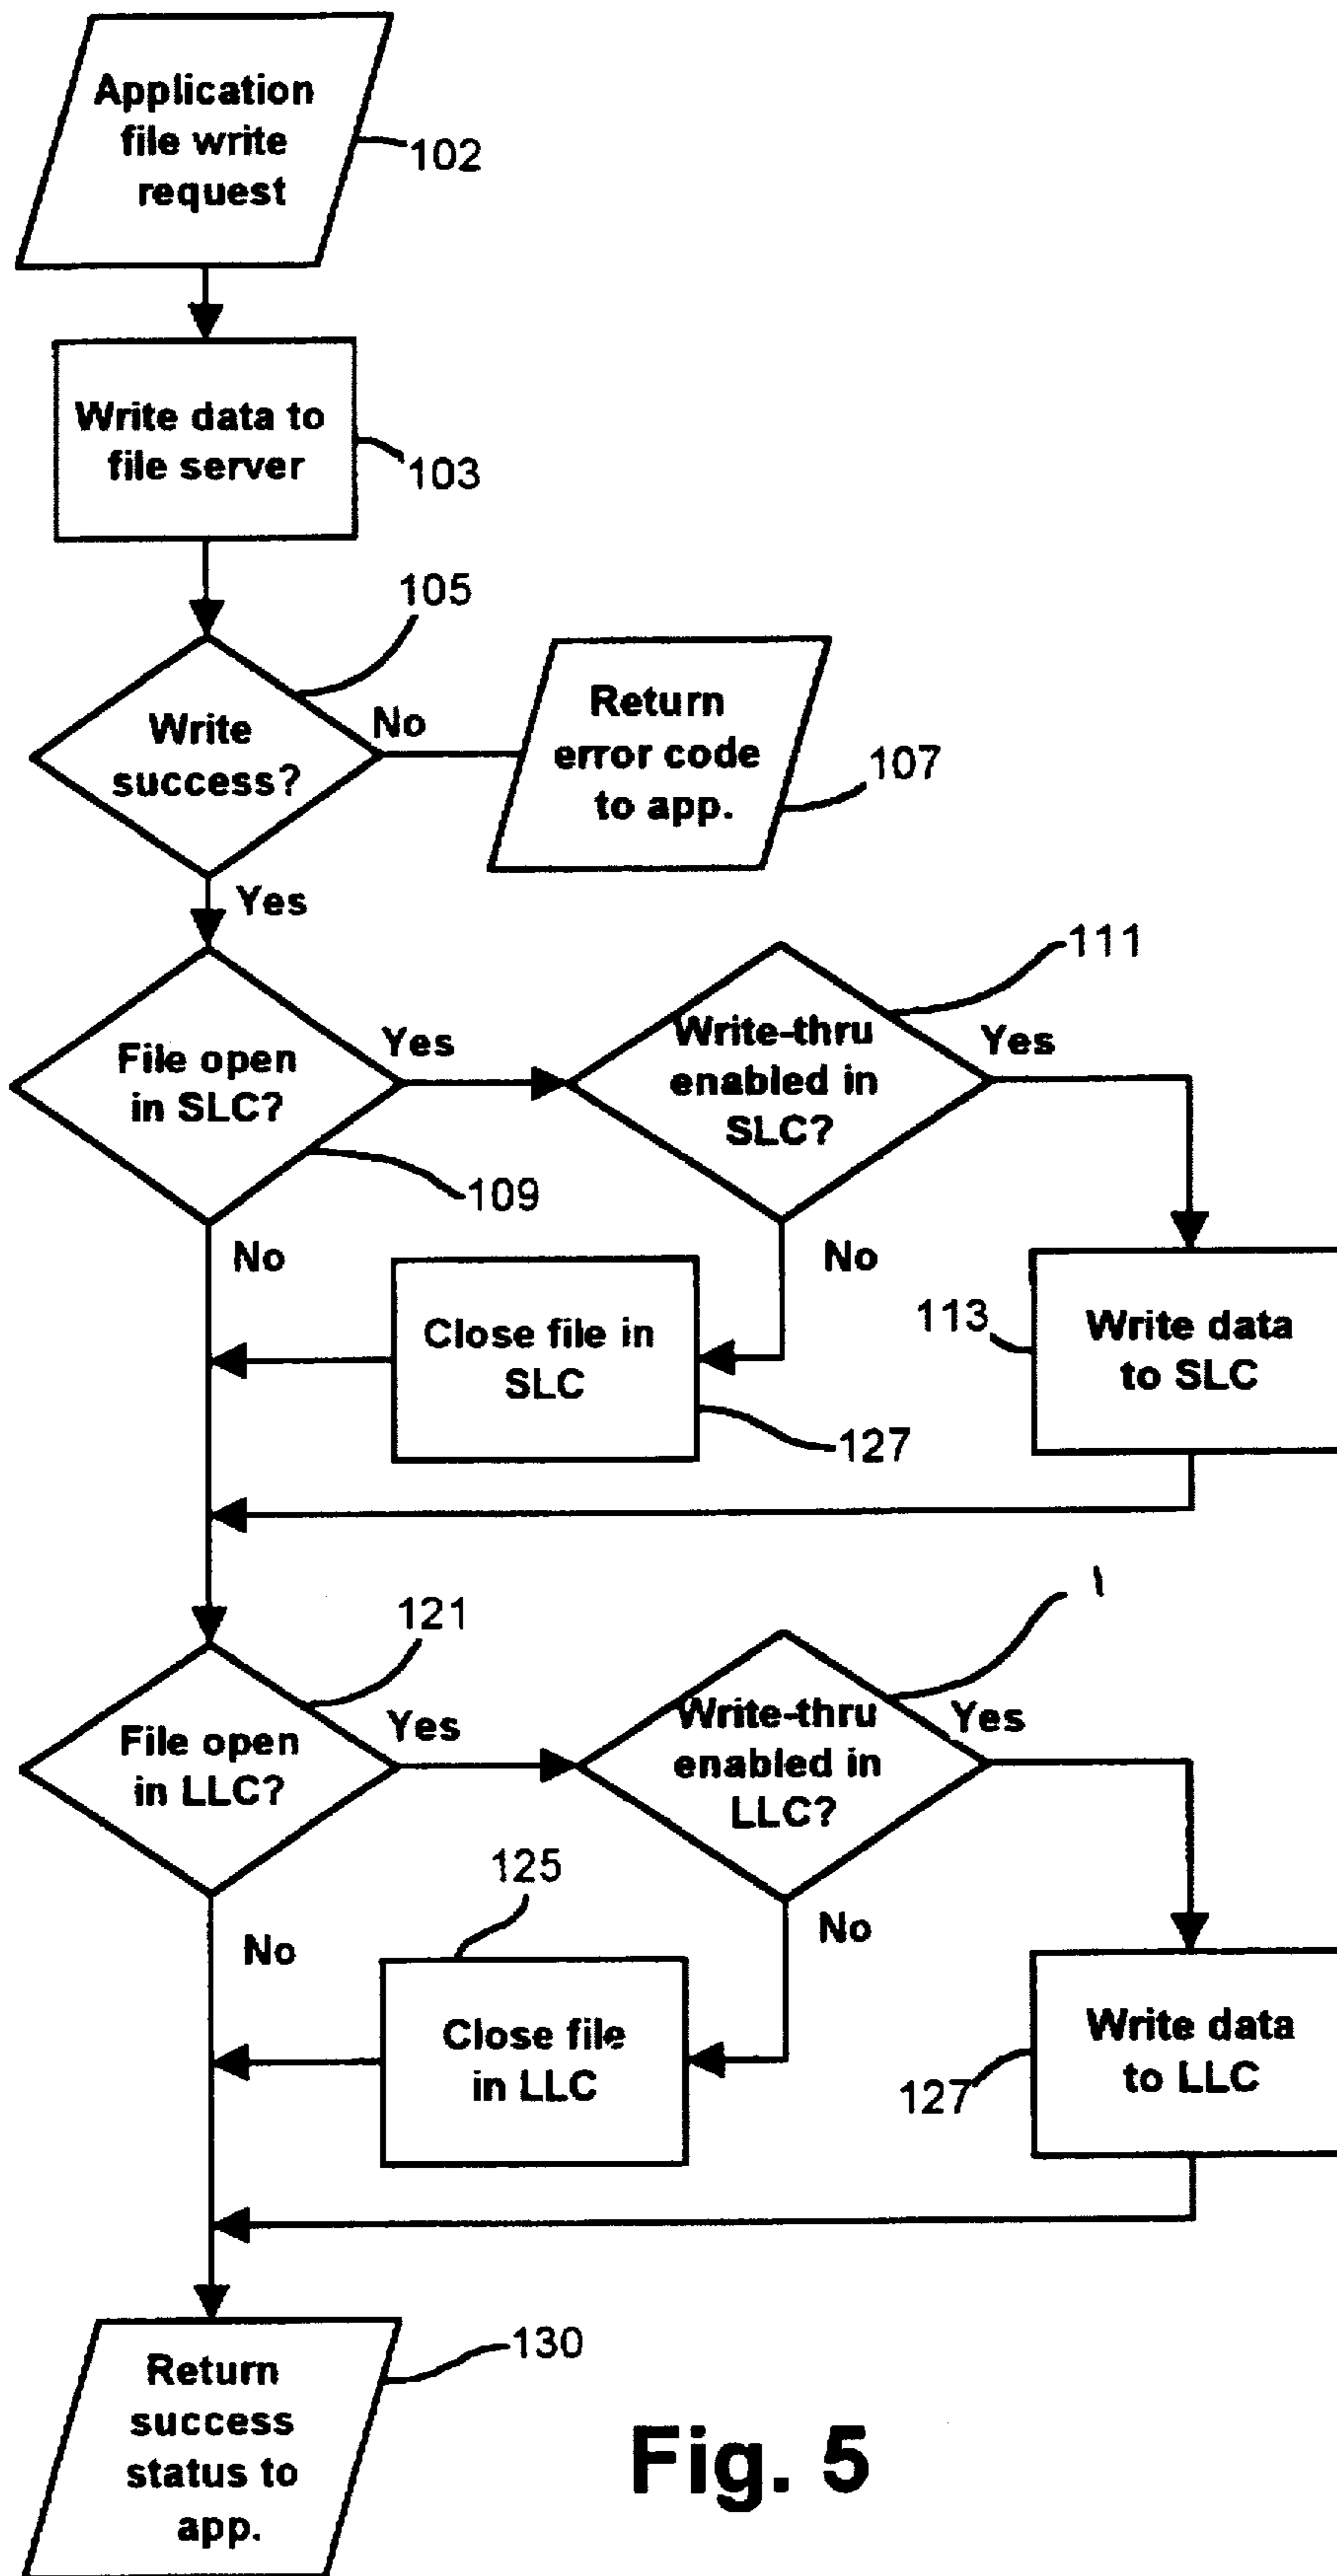 Application
file write
request
102
Write data to
file server
103
105
Write
success?
No
Return
error code
to app.
107
Yes
File open
in SLC?
Yes
109
Write-thru
enabled in
SLC?
111
Yes
No
No
Close file in
SLC
127
113
Write data
to SLC
121
File open
in LLC?
Yes
Write-thru
enabled in
LLC?
Yes
No
125
No
Close file
in LLC
127
Write data
to LLC
130
Return
success
status to
app.
Fig. 5